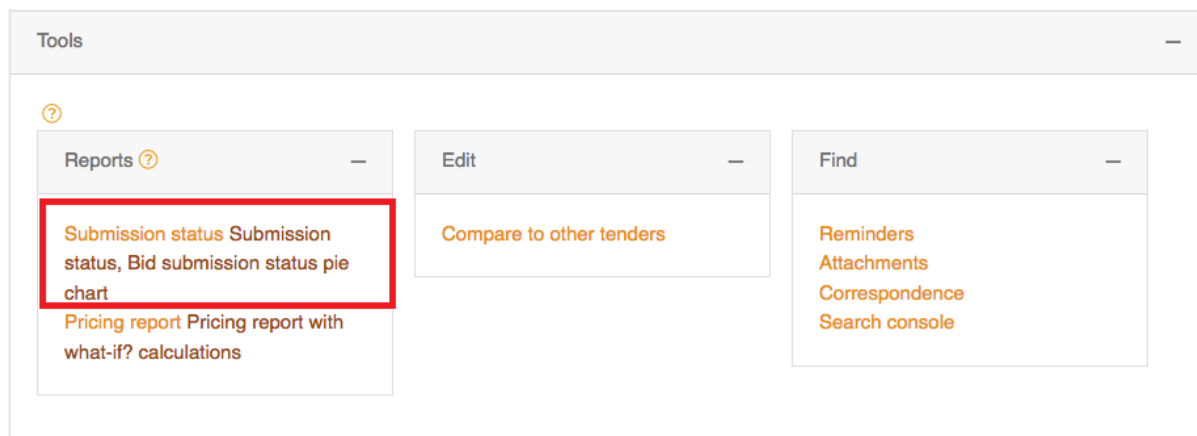 Tools
Reports
Submission status Submission
status, Bid submission status pie
chart
Pricing report Pricing report with
what-if? calculations
Edit
Compare to other tenders
Find
Reminders
Attachments
Correspondence
Search console